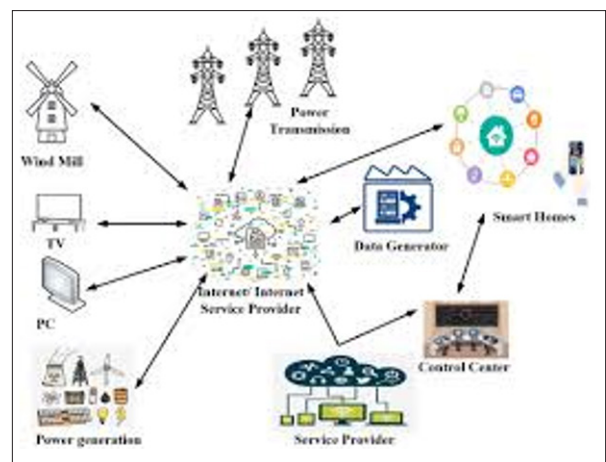 Power
Transmission
Wind Mill
Smart Homes
TV
Data Generator
Internet/ Internet
Service Provider
PC
Control Center
Power generation
Service Provider